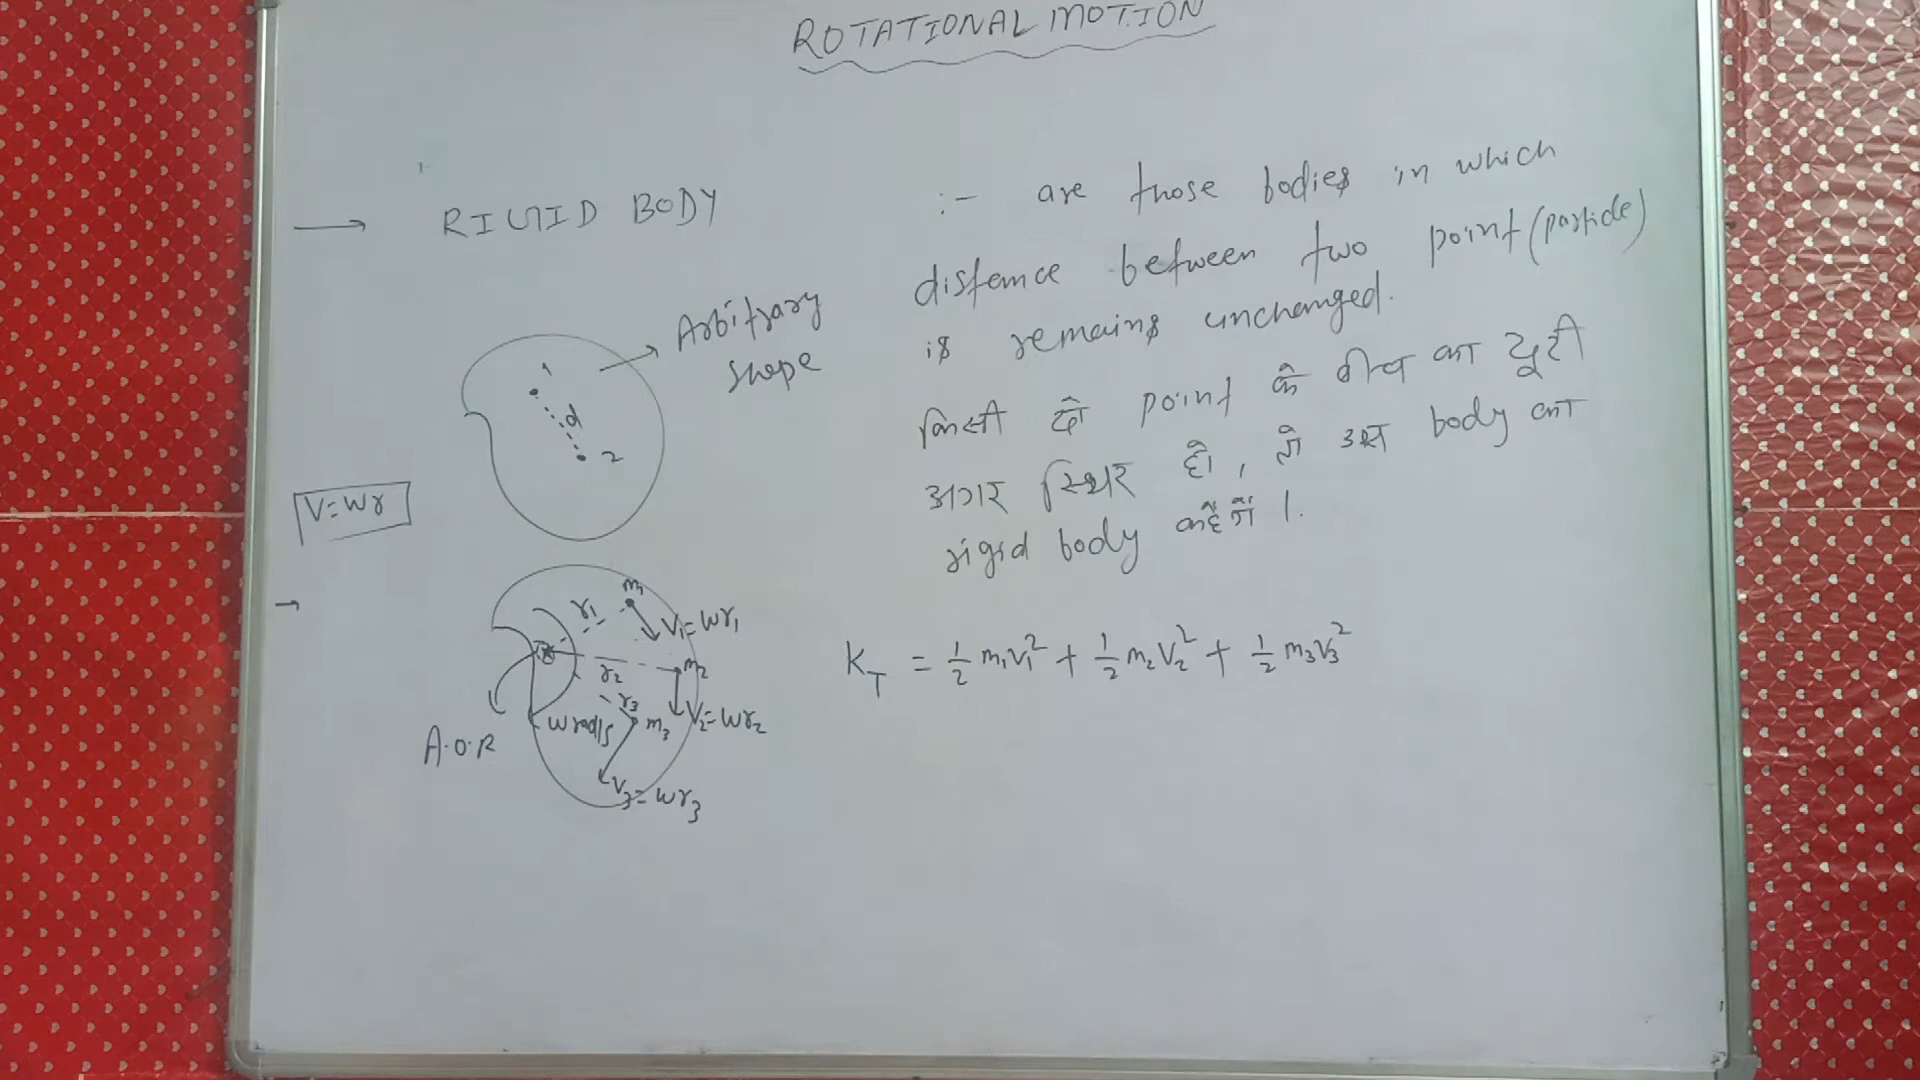 ROTATIONAL MOTION
→ RIGID BODY :- are those bodies in which
distance between two point (particle)
is remains unchanged.
किसी दो point के बीच का दूरी
अगर स्थिर हो, तो उस body का
rigid body कहेंगें ।.
Arbitrary
shape
1
d
2
V=ωr
→
m₁
r₁
V₁=ωr₁
m₂
r₂
V₂=ωr₂
r₃
m₃
ω rad/s
V₃=ωr₃
A.O.R
K_T = ½ m₁v₁² + ½ m₂V₂² + ½ m₃V₃²